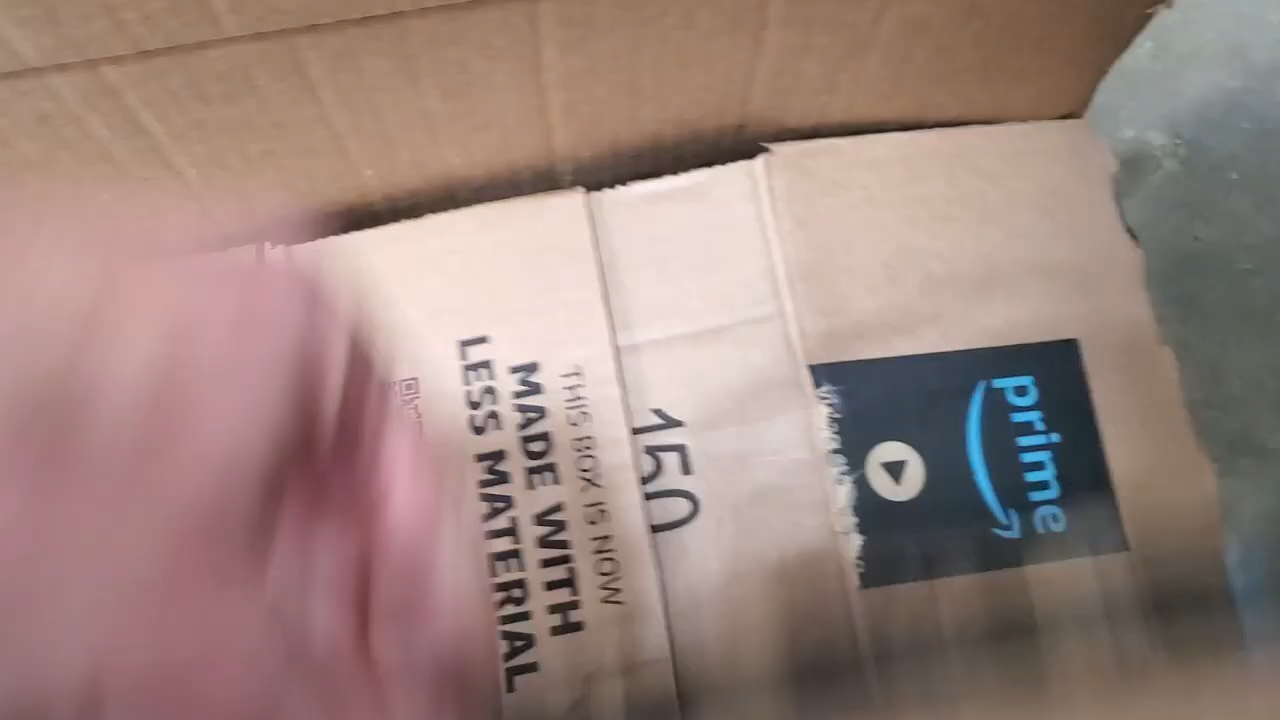 THIS BOX IS NOW
MADE WITH
LESS MATERIAL
150
prime